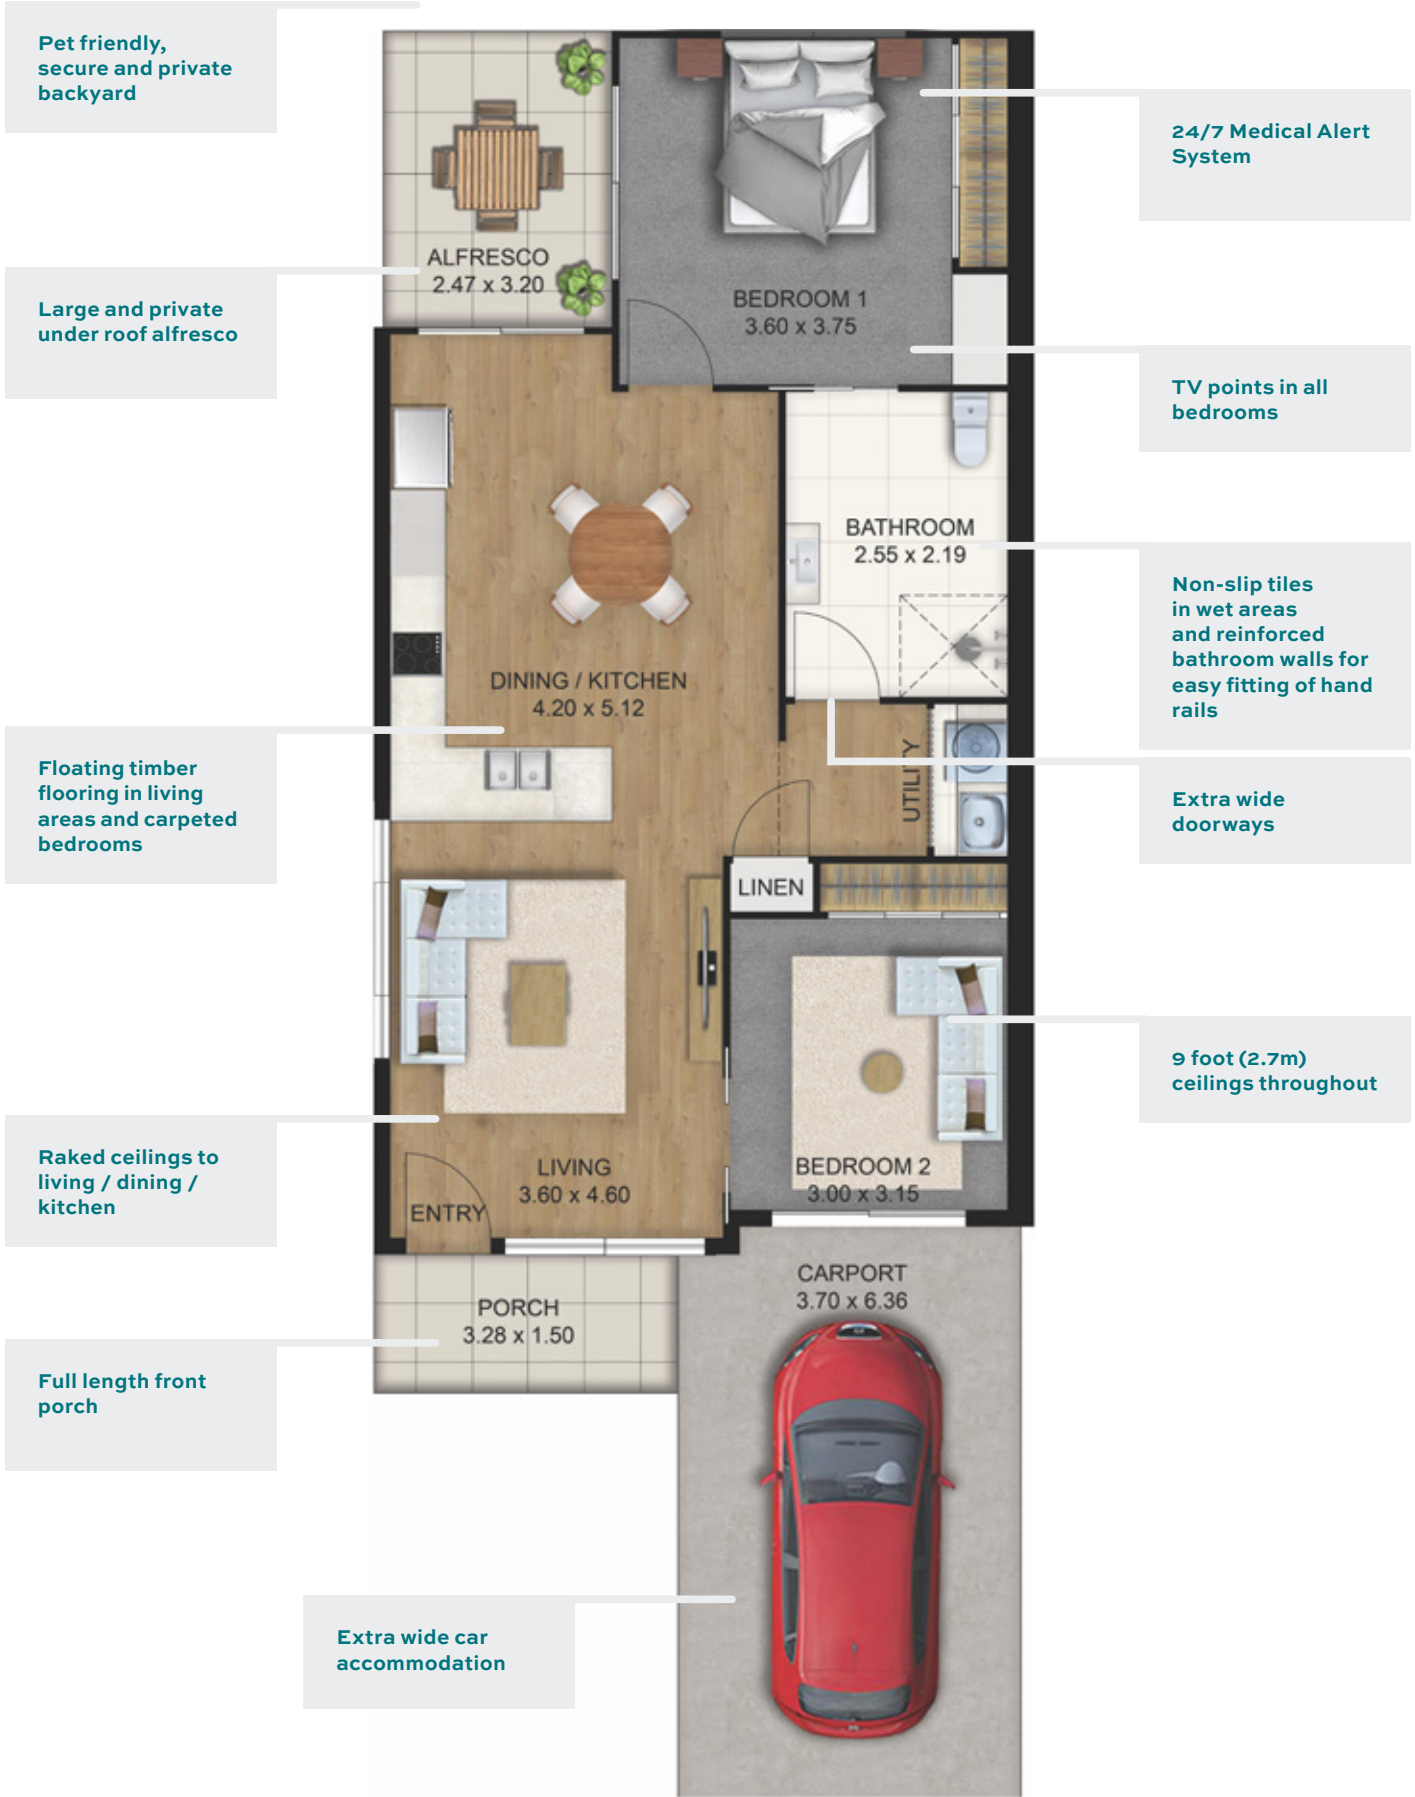 Pet friendly,
secure and private
backyard
24/7 Medical Alert
System
ALFRESCO
2.47 x 3.20
Large and private
under roof alfresco
BEDROOM 1
3.60 x 3.75
TV points in all
bedrooms
BATHROOM
2.55 x 2.19
Non-slip tiles
in wet areas
and reinforced
bathroom walls for
easy fitting of hand
rails
DINING / KITCHEN
4.20 x 5.12
Floating timber
flooring in living
areas and carpeted
bedrooms
UTILITY
Extra wide
doorways
LINEN
9 foot (2.7m)
ceilings throughout
Raked ceilings to
living / dining /
kitchen
LIVING
3.60 x 4.60
BEDROOM 2
3.00 x 3.15
ENTRY
CARPORT
3.70 x 6.36
PORCH
3.28 x 1.50
Full length front
porch
Extra wide car
accommodation